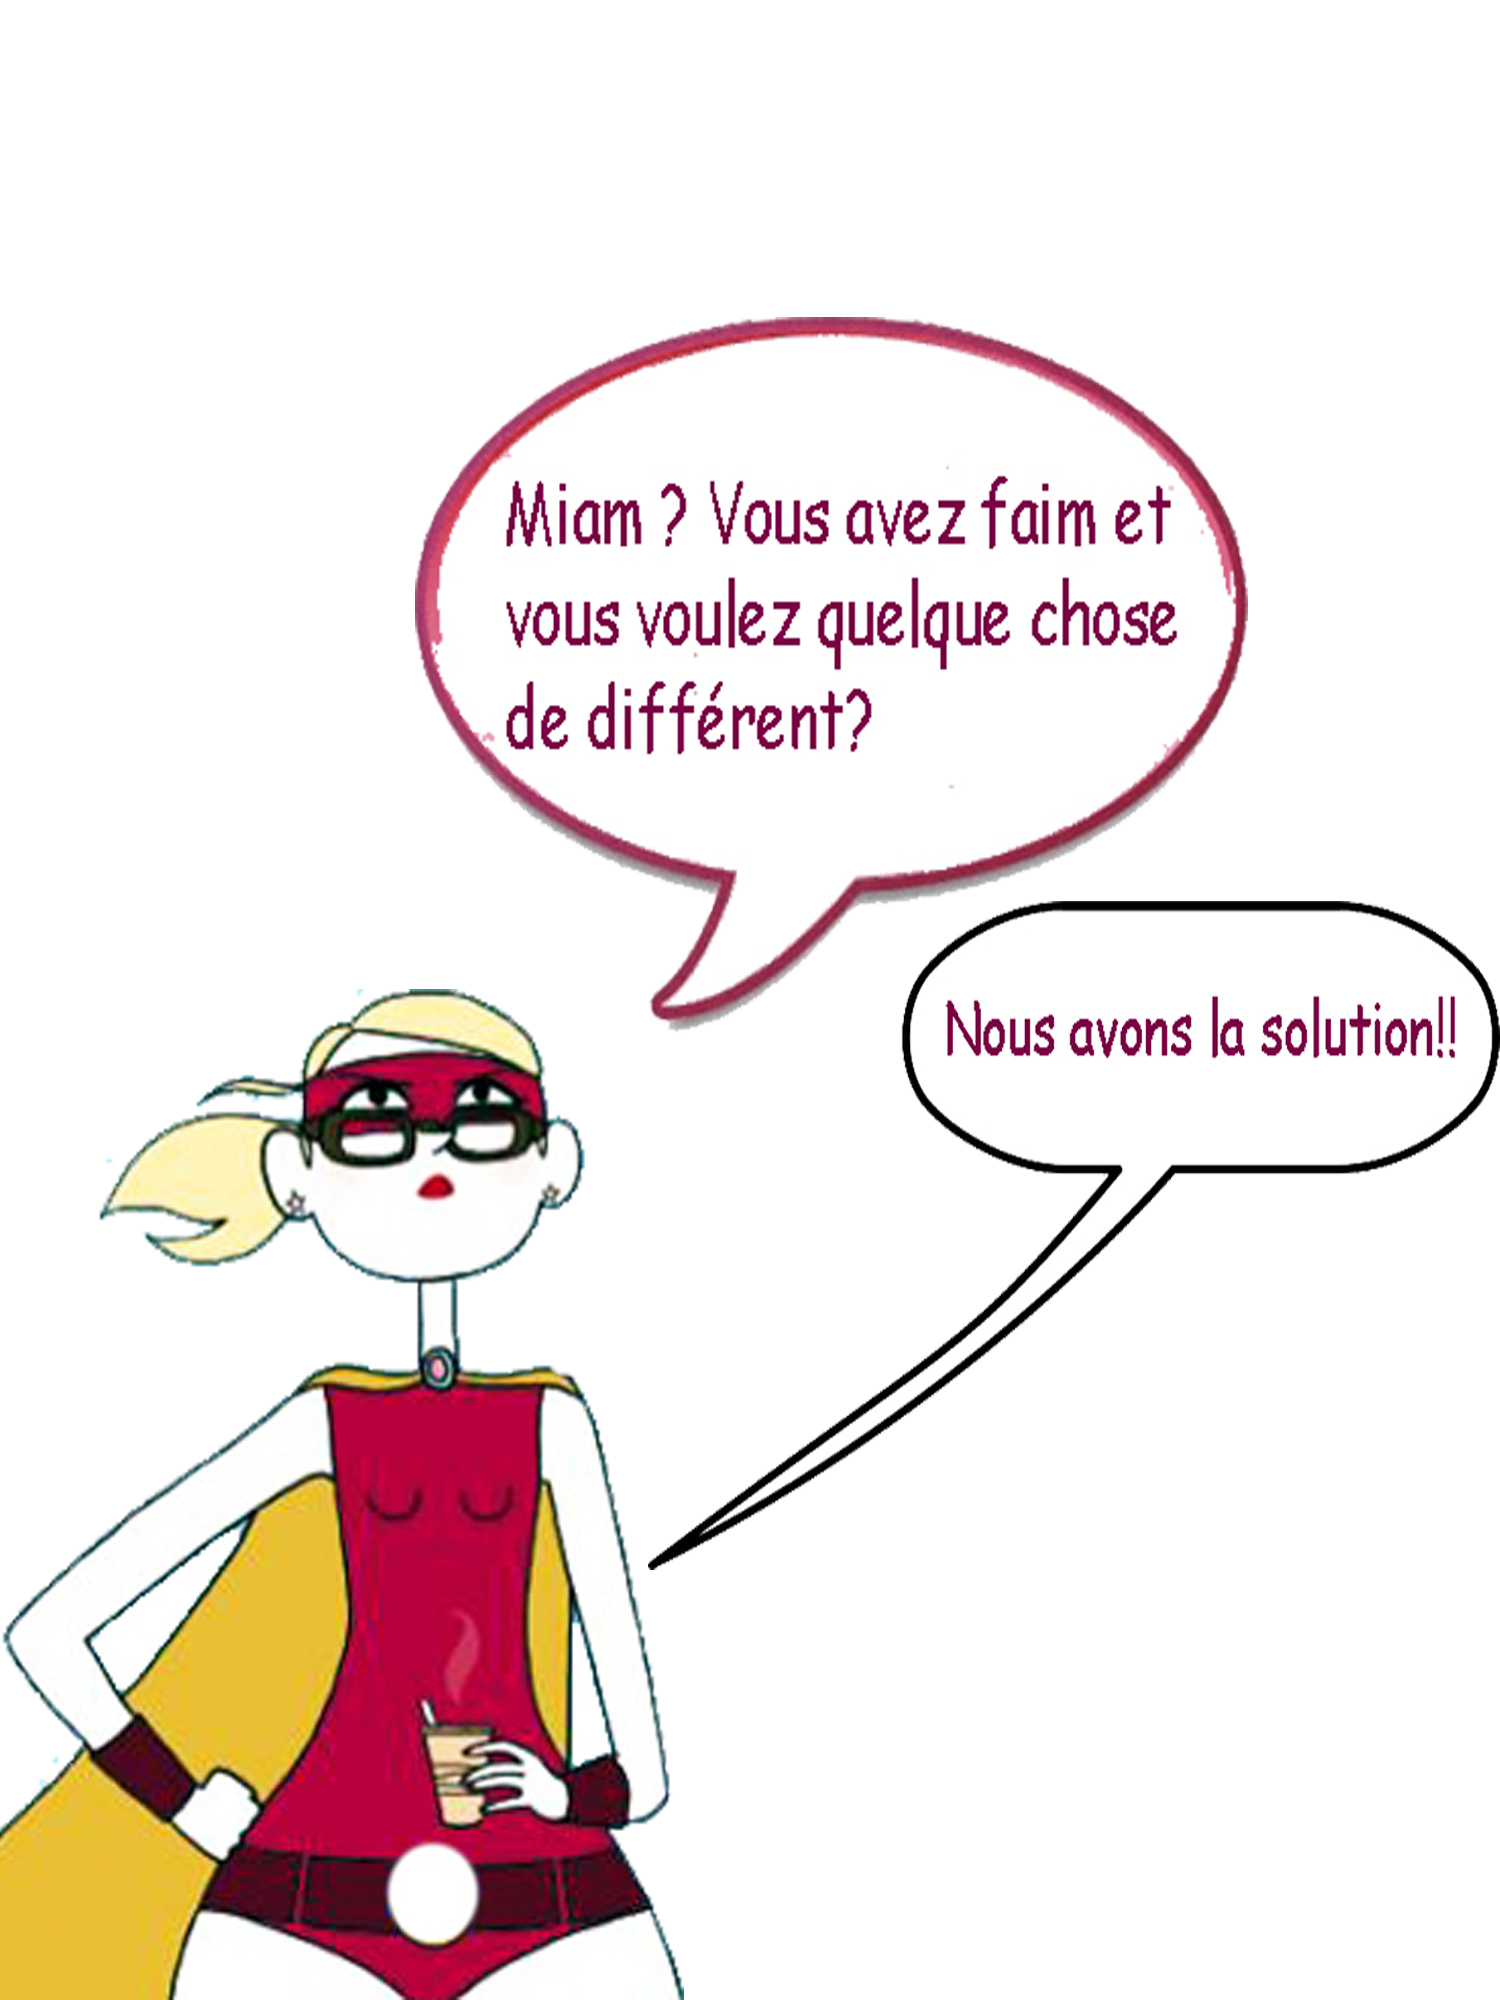 Miam ? Vous avez faim et
vous voulez quelque chose
de différent?
Nous avons la solution!!